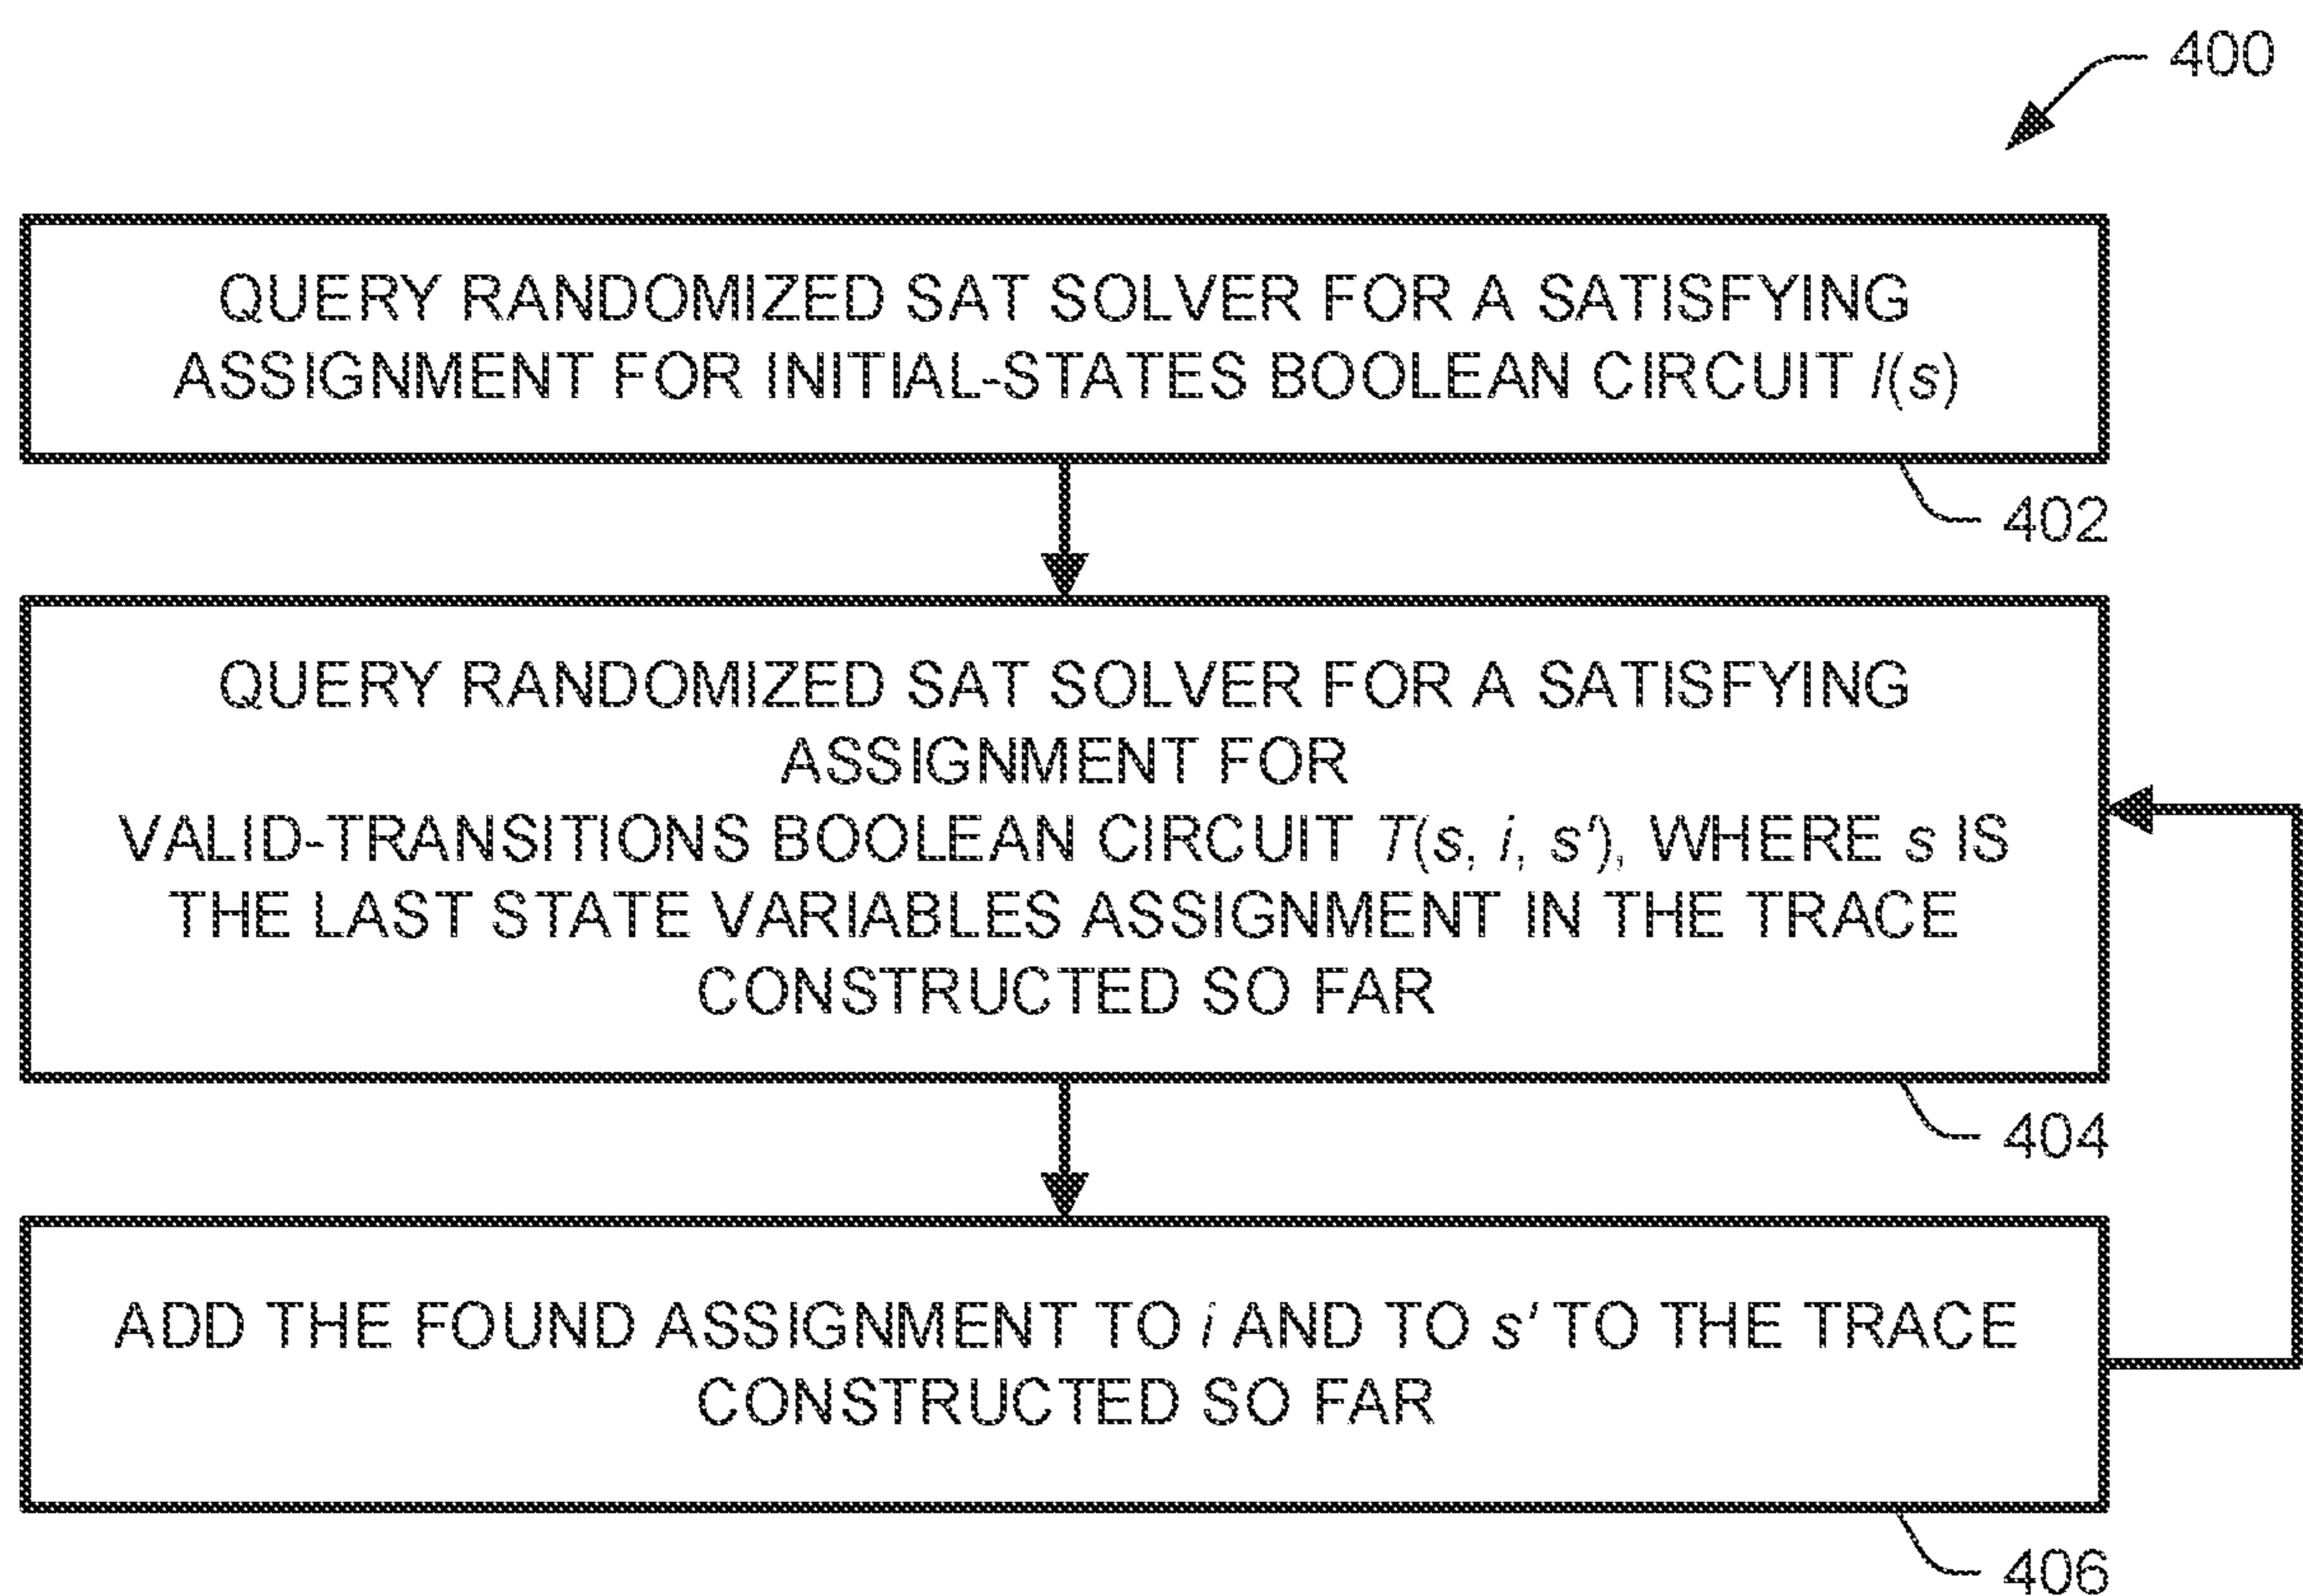 400
QUERY RANDOMIZED SAT SOLVER FOR A SATISFYING
ASSIGNMENT FOR INITIAL-STATES BOOLEAN CIRCUIT I(s)
402
QUERY RANDOMIZED SAT SOLVER FOR A SATISFYING
ASSIGNMENT FOR
VALID-TRANSITIONS BOOLEAN CIRCUIT T(s, i, s'), WHERE s IS
THE LAST STATE VARIABLES ASSIGNMENT IN THE TRACE
CONSTRUCTED SO FAR
404
ADD THE FOUND ASSIGNMENT TO i AND TO s' TO THE TRACE
CONSTRUCTED SO FAR
406